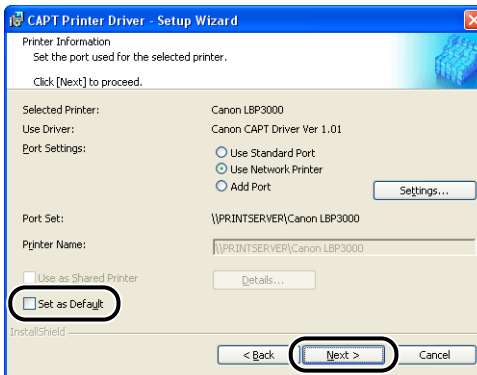 CAPT Printer Driver - Setup Wizard
Printer Information
Set the port used for the selected printer.
Click [Next] to proceed.
Selected Printer: Canon LBP3000
Use Driver: Canon CAPT Driver Ver 1.01
Port Settings: Use Standard Port
Use Network Printer
Add Port Settings...
Port Set: \\PRINTSERVER\Canon LBP3000
Printer Name: \\PRINTSERVER\Canon LBP3000
Use as Shared Printer Details...
Set as Default
InstallShield
< Back Next > Cancel